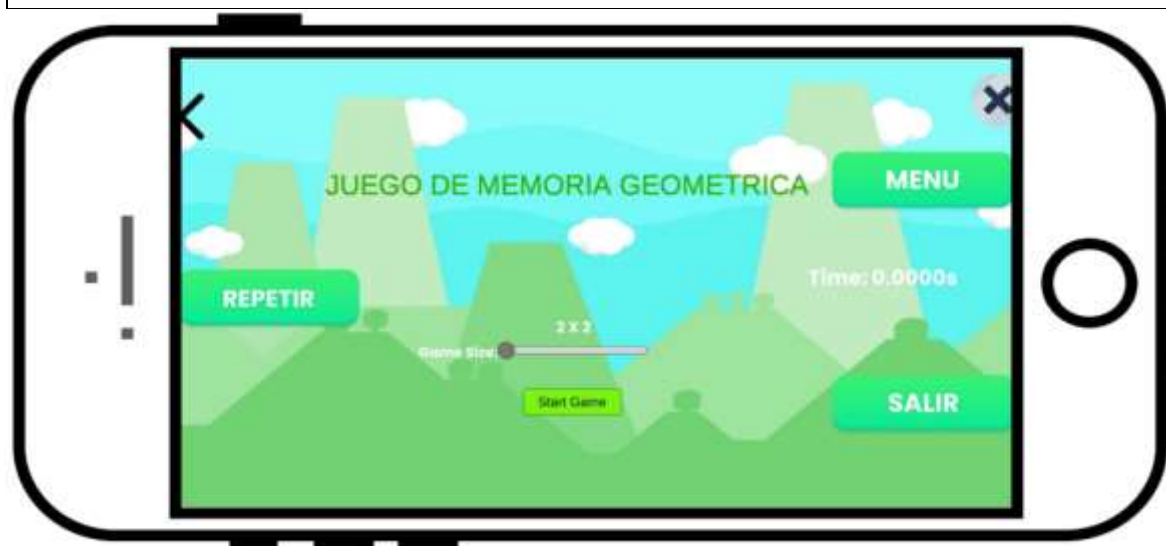 JUEGO DE MEMORIA GEOMETRICA
MENU
REPETIR
Time: 0.0000s
2 X 2
Game Size:
Start Game
SALIR